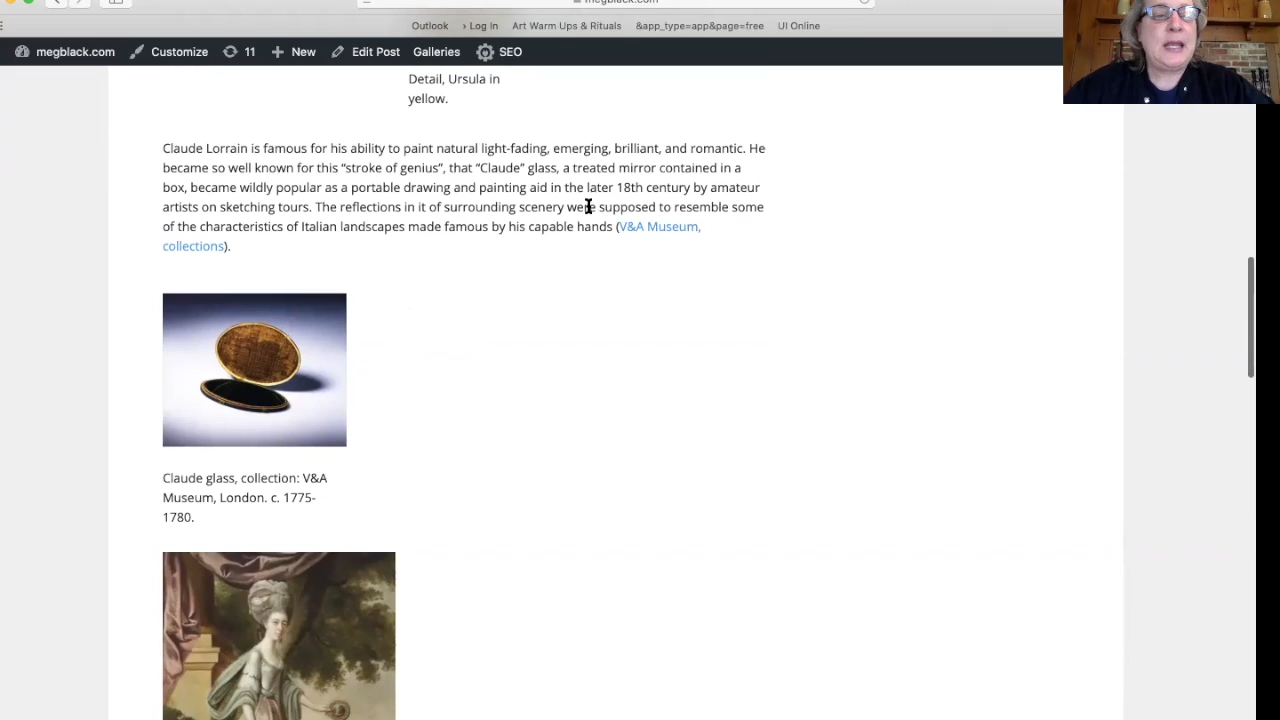 megblack.com
Outlook › Log In Art Warm Ups & Rituals &app_type=app&page=free UI Online
megblack.com Customize 11 New Edit Post Galleries SEO
Detail, Ursula in
yellow.
Claude Lorrain is famous for his ability to paint natural light-fading, emerging, brilliant, and romantic. He
became so well known for this “stroke of genius”, that “Claude” glass, a treated mirror contained in a
box, became wildly popular as a portable drawing and painting aid in the later 18th century by amateur
artists on sketching tours. The reflections in it of surrounding scenery were supposed to resemble some
of the characteristics of Italian landscapes made famous by his capable hands (V&A Museum,
collections).
Claude glass, collection: V&A
Museum, London. c. 1775-
1780.